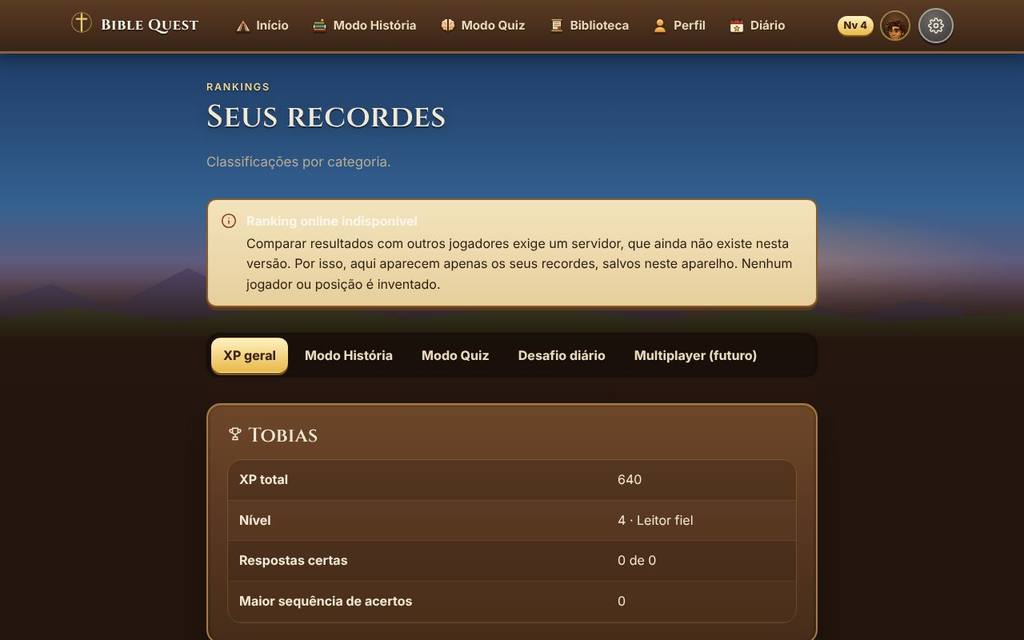 Bible Quest
Início
Modo História
Modo Quiz
Biblioteca
Perfil
Diário
Nv 4
RANKINGS
Seus recordes
Classificações por categoria.
Ranking online indisponível
Comparar resultados com outros jogadores exige um servidor, que ainda não existe nesta
versão. Por isso, aqui aparecem apenas os seus recordes, salvos neste aparelho. Nenhum
jogador ou posição é inventado.
XP geral
Modo História
Modo Quiz
Desafio diário
Multiplayer (futuro)
Tobias
XP total 640
Nível 4 · Leitor fiel
Respostas certas 0 de 0
Maior sequência de acertos 0